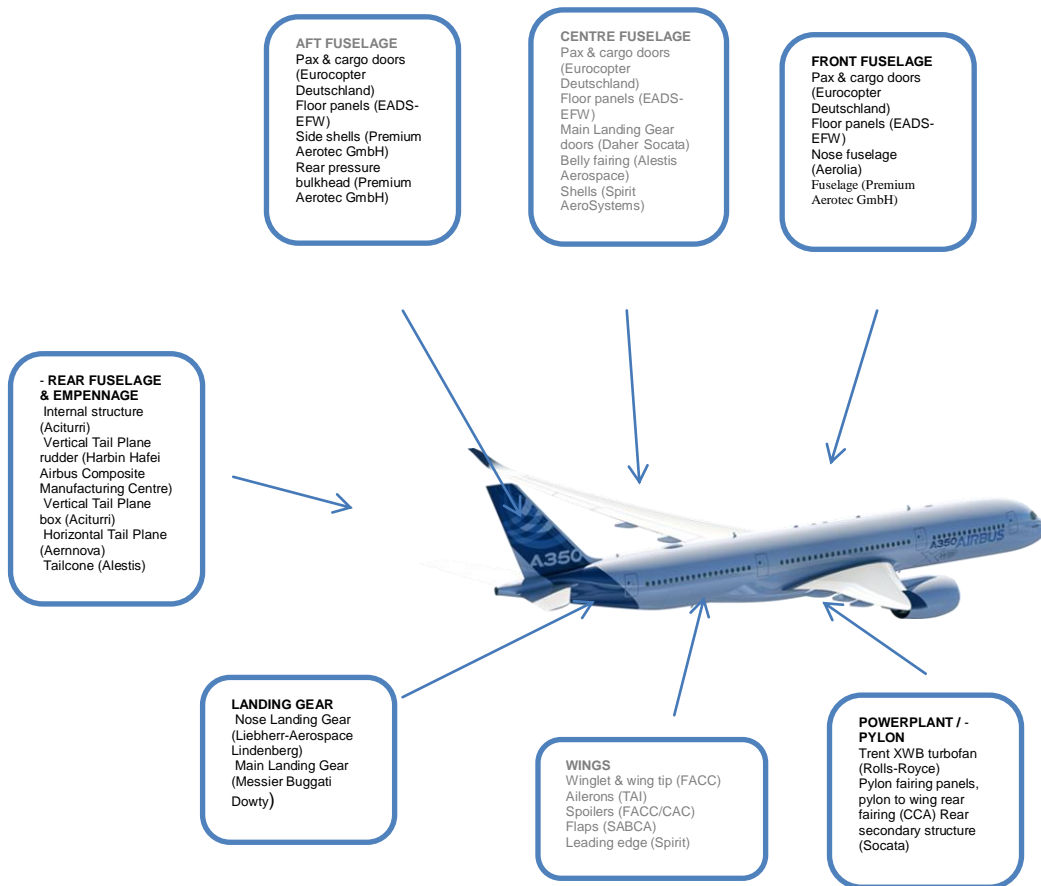 AFT FUSELAGE
Pax & cargo doors
(Eurocopter
Deutschland)
Floor panels (EADS-
EFW)
Side shells (Premium
Aerotec GmbH)
Rear pressure
bulkhead (Premium
Aerotec GmbH)
CENTRE FUSELAGE
Pax & cargo doors
(Eurocopter
Deutschland)
Floor panels (EADS-
EFW)
Main Landing Gear
doors (Daher Socata)
Belly fairing (Alestis
Aerospace)
Shells (Spirit
AeroSystems)
FRONT FUSELAGE
Pax & cargo doors
(Eurocopter
Deutschland)
Floor panels (EADS-
EFW)
Nose fuselage
(Aerolia)
Fuselage (Premium
Aerotec GmbH)
- REAR FUSELAGE
& EMPENNAGE
Internal structure
(Aciturri)
Vertical Tail Plane
rudder (Harbin Hafei
Airbus Composite
Manufacturing Centre)
Vertical Tail Plane
box (Aciturri)
Horizontal Tail Plane
(Aernnova)
Tailcone (Alestis)
A350
A350 AIRBUS
LANDING GEAR
Nose Landing Gear
(Liebherr-Aerospace
Lindenberg)
Main Landing Gear
(Messier Buggati
Dowty)
WINGS
Winglet & wing tip (FACC)
Ailerons (TAI)
Spoilers (FACC/CAC)
Flaps (SABCA)
Leading edge (Spirit)
POWERPLANT / -
PYLON
Trent XWB turbofan
(Rolls-Royce)
Pylon fairing panels,
pylon to wing rear
fairing (CCA) Rear
secondary structure
(Socata)